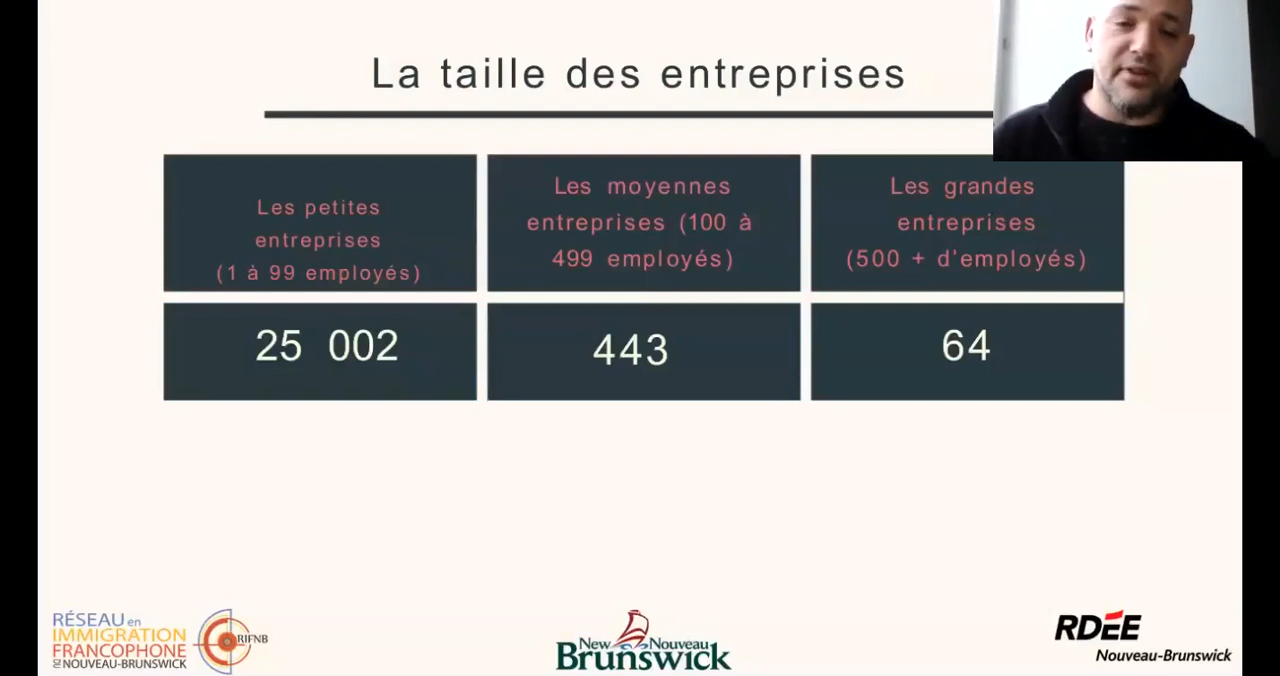 La taille des entreprises
Les petites
entreprises
(1 à 99 employés)
Les moyennes
entreprises (100 à
499 employés)
Les grandes
entreprises
(500 + d'employés)
25 002
443
64
RÉSEAU en
IMMIGRATION
FRANCOPHONE
DU NOUVEAU-BRUNSWICK
RIFNB
New Nouveau
Brunswick
RDÉE
Nouveau-Brunswick